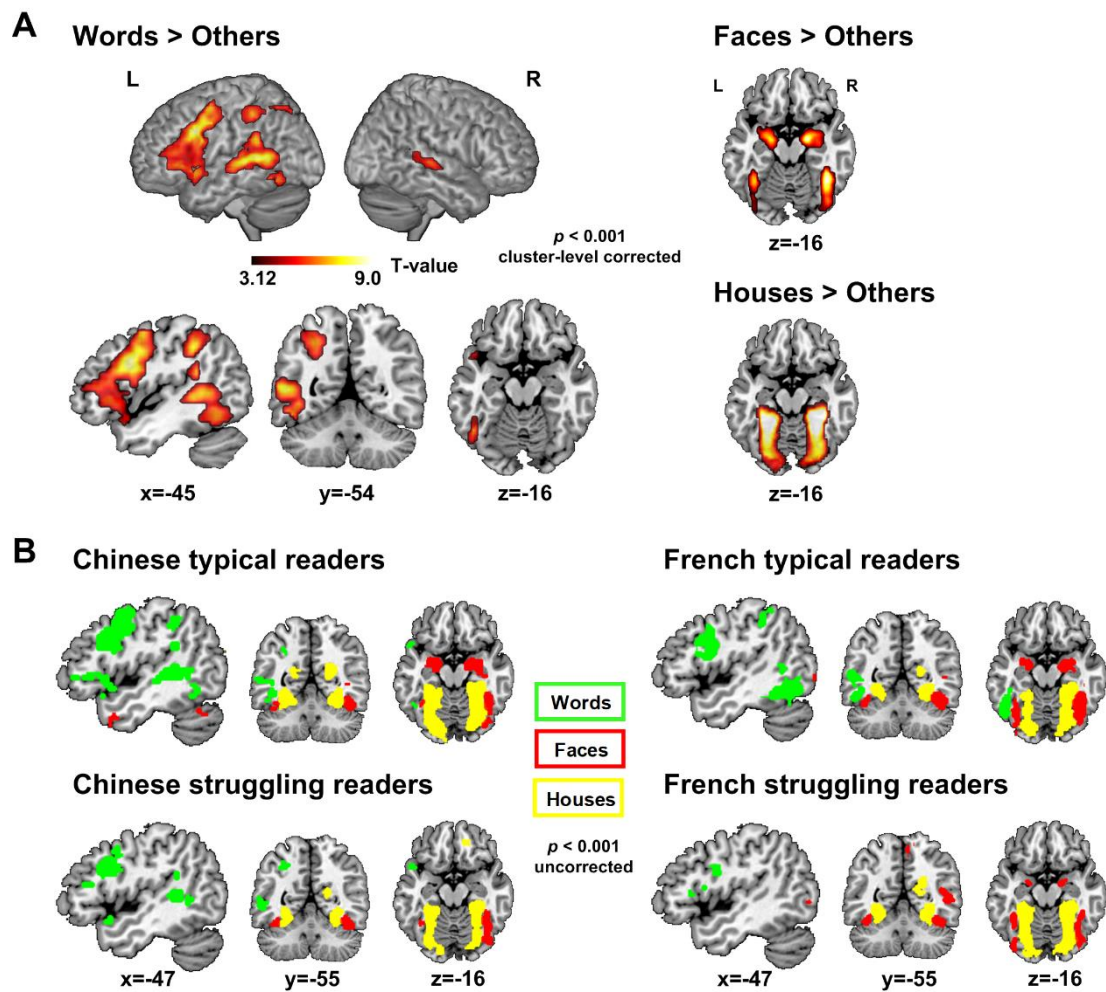 A
Words > Others
L
R
3.12
9.0
T-value
p < 0.001
cluster-level corrected
x=-45
y=-54
z=-16
Faces > Others
L
R
z=-16
Houses > Others
z=-16
B
Chinese typical readers
French typical readers
Words
Faces
Houses
p < 0.001
uncorrected
Chinese struggling readers
French struggling readers
x=-47
y=-55
z=-16
x=-47
y=-55
z=-16